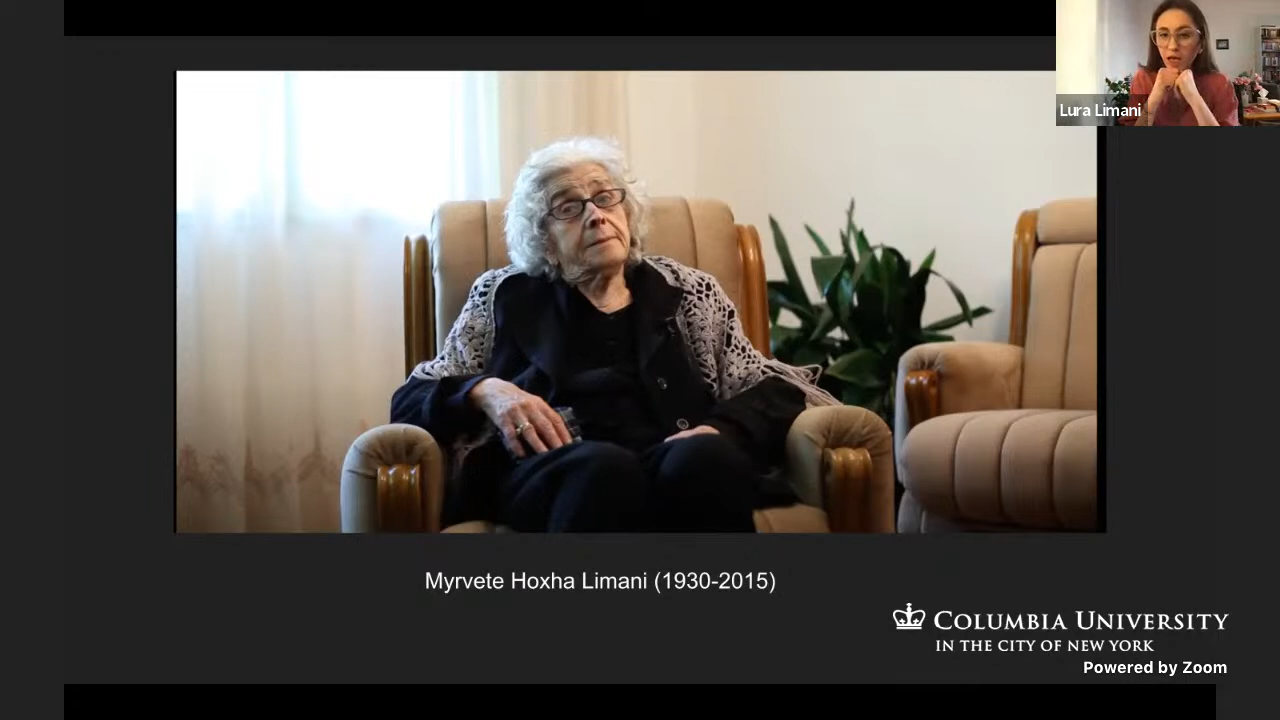 Lura Limani
Myrvete Hoxha Limani (1930-2015)
COLUMBIA UNIVERSITY
IN THE CITY OF NEW YORK
Powered by Zoom